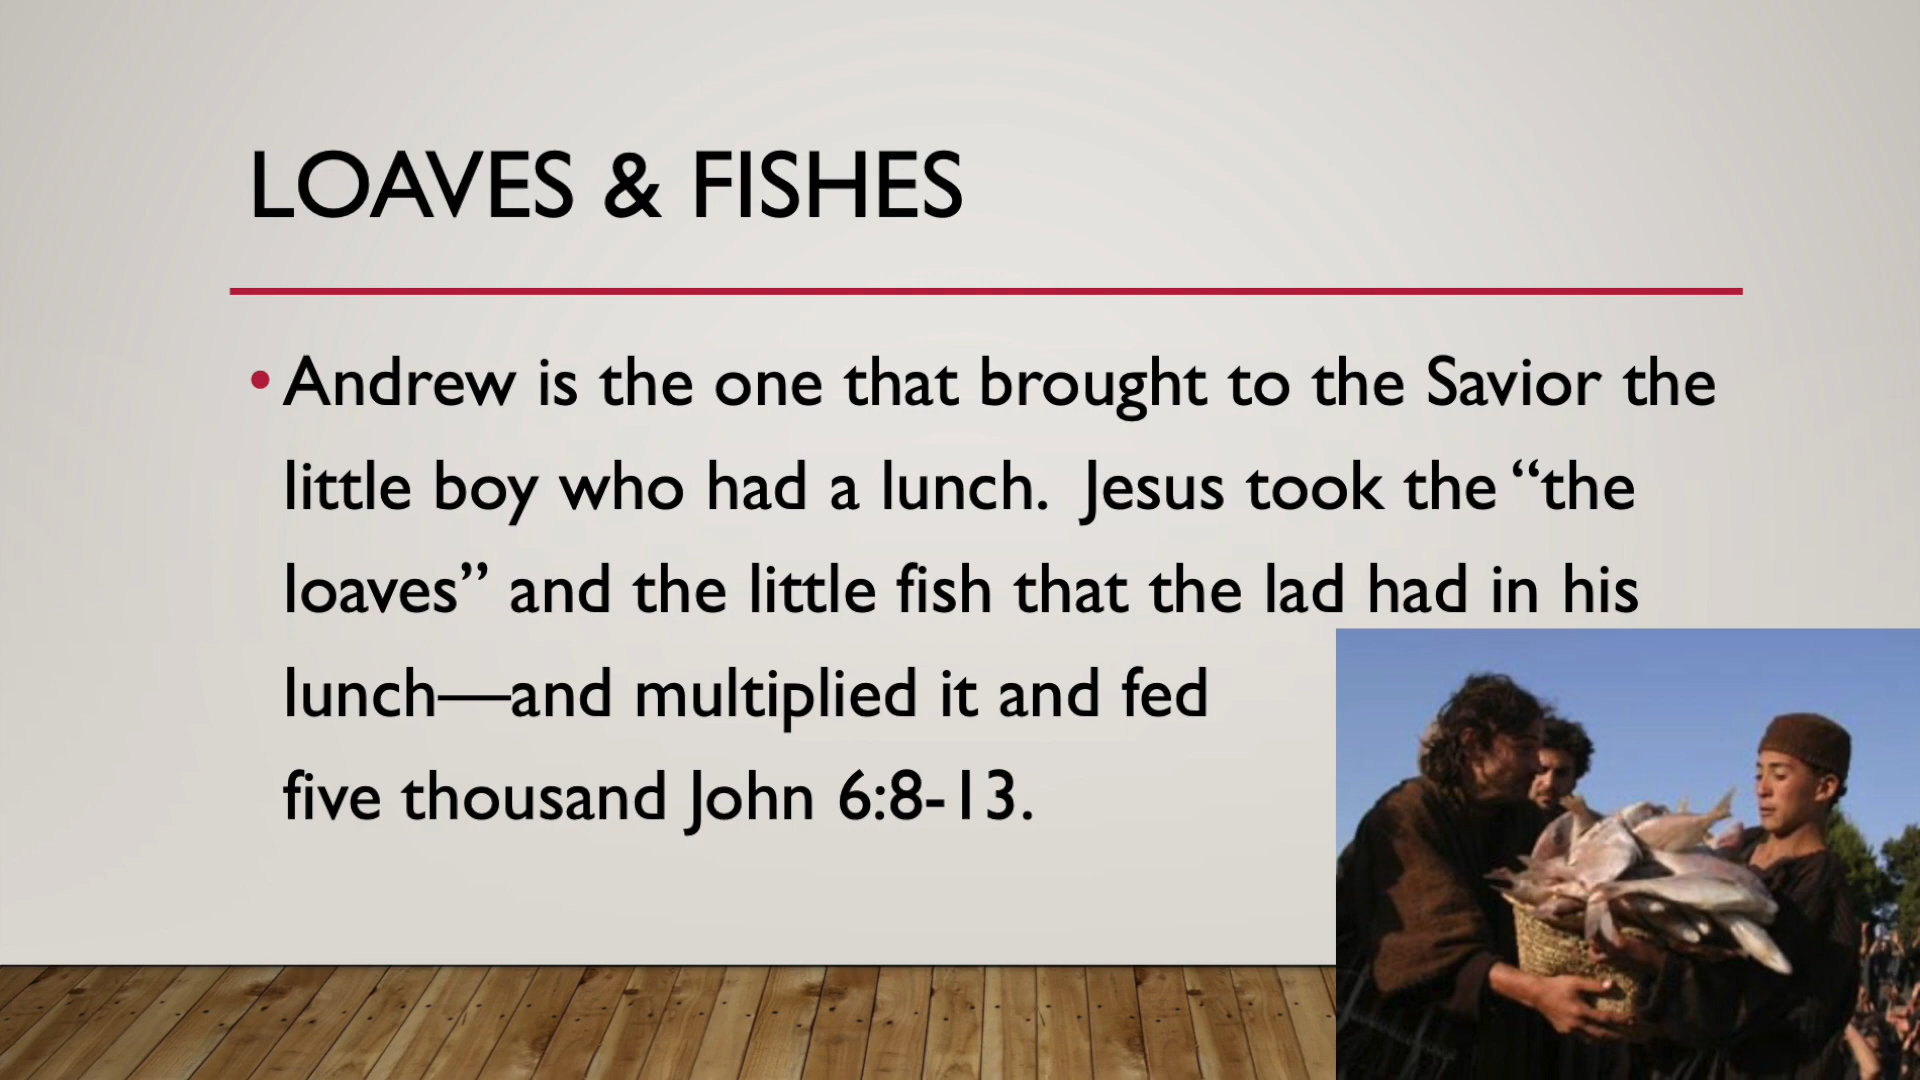 LOAVES & FISHES
• Andrew is the one that brought to the Savior the
little boy who had a lunch.  Jesus took the “the
loaves” and the little fish that the lad had in his
lunch—and multiplied it and fed
five thousand John 6:8-13.